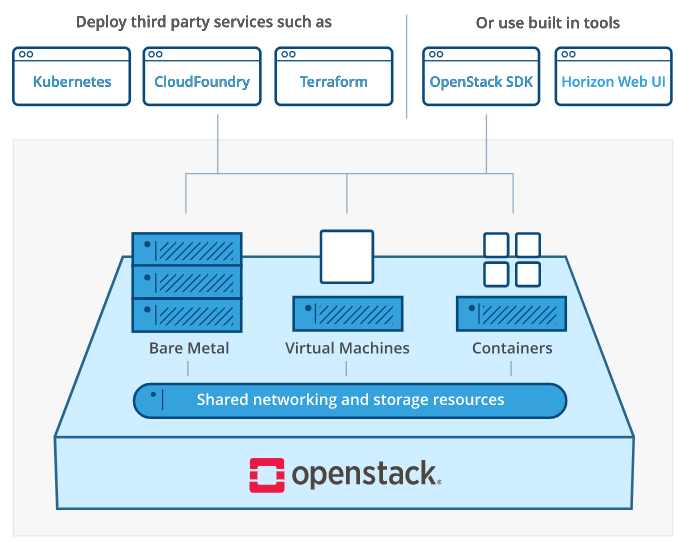 Deploy third party services such as
Or use built in tools
Kubernetes
CloudFoundry
Terraform
OpenStack SDK
Horizon Web UI
Bare Metal
Virtual Machines
Containers
Shared networking and storage resources
openstack.